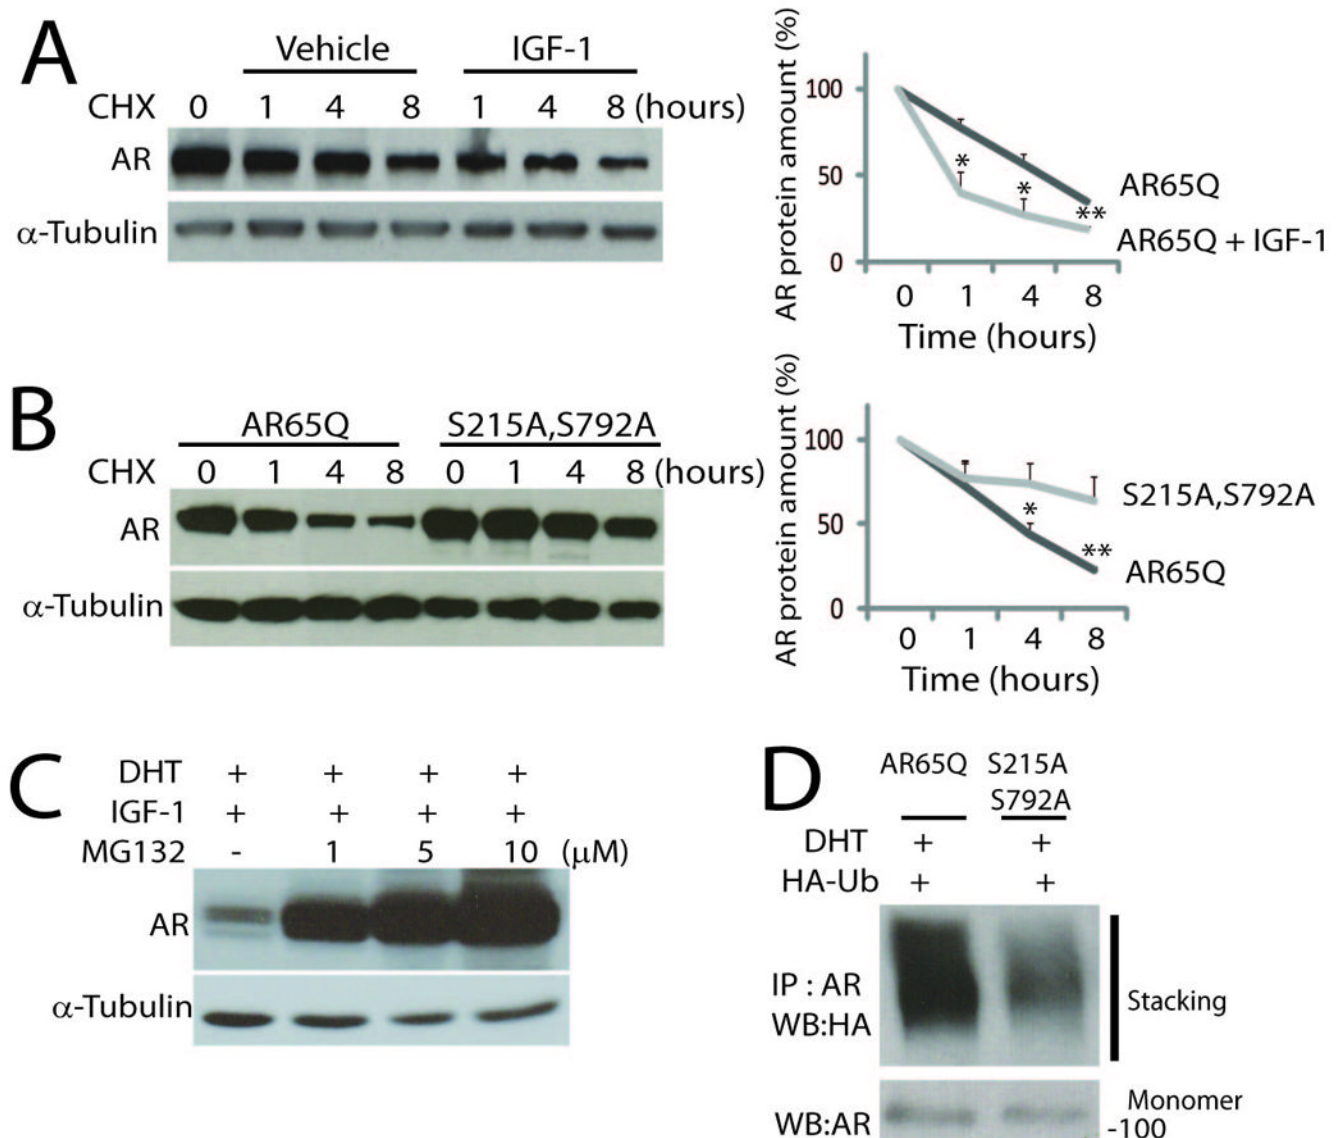 A
Vehicle IGF-1
CHX 0 1 4 8 1 4 8 (hours)
AR
α-Tubulin
AR protein amount (%)
100
50
0
* * **
AR65Q
AR65Q + IGF-1
0 1 4 8
Time (hours)
B
AR65Q S215A,S792A
CHX 0 1 4 8 0 1 4 8 (hours)
AR
α-Tubulin
AR protein amount (%)
100
50
0
* **
S215A,S792A
AR65Q
0 1 4 8
Time (hours)
C
DHT + + + +
IGF-1 + + + +
MG132 - 1 5 10 (μM)
AR
α-Tubulin
D
AR65Q S215A
S792A
DHT + +
HA-Ub + +
IP : AR
WB:HA
Stacking
Monomer
WB:AR -100